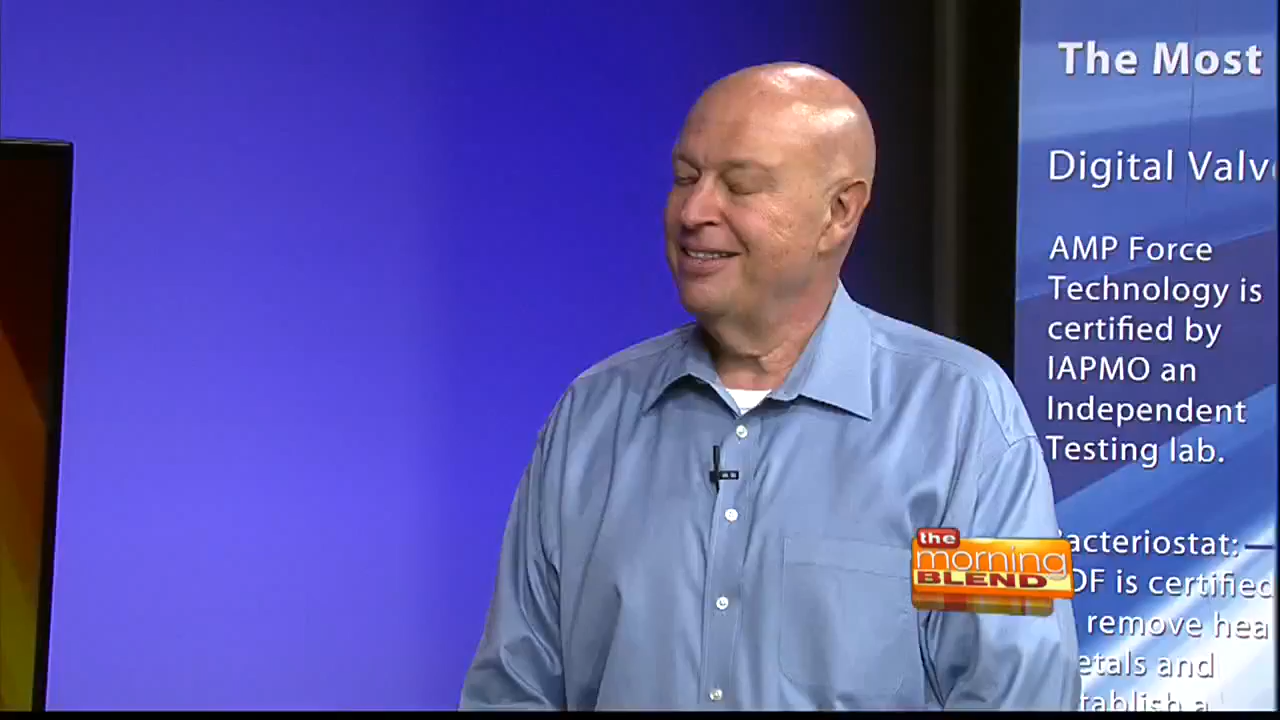 The Most
Digital Valv
AMP Force
Technology is
certified by
IAPMO an
Independent
Testing lab.
acteriostat:
DF is certified
remove hea
etals and
tablish a
the
morning
BLEND